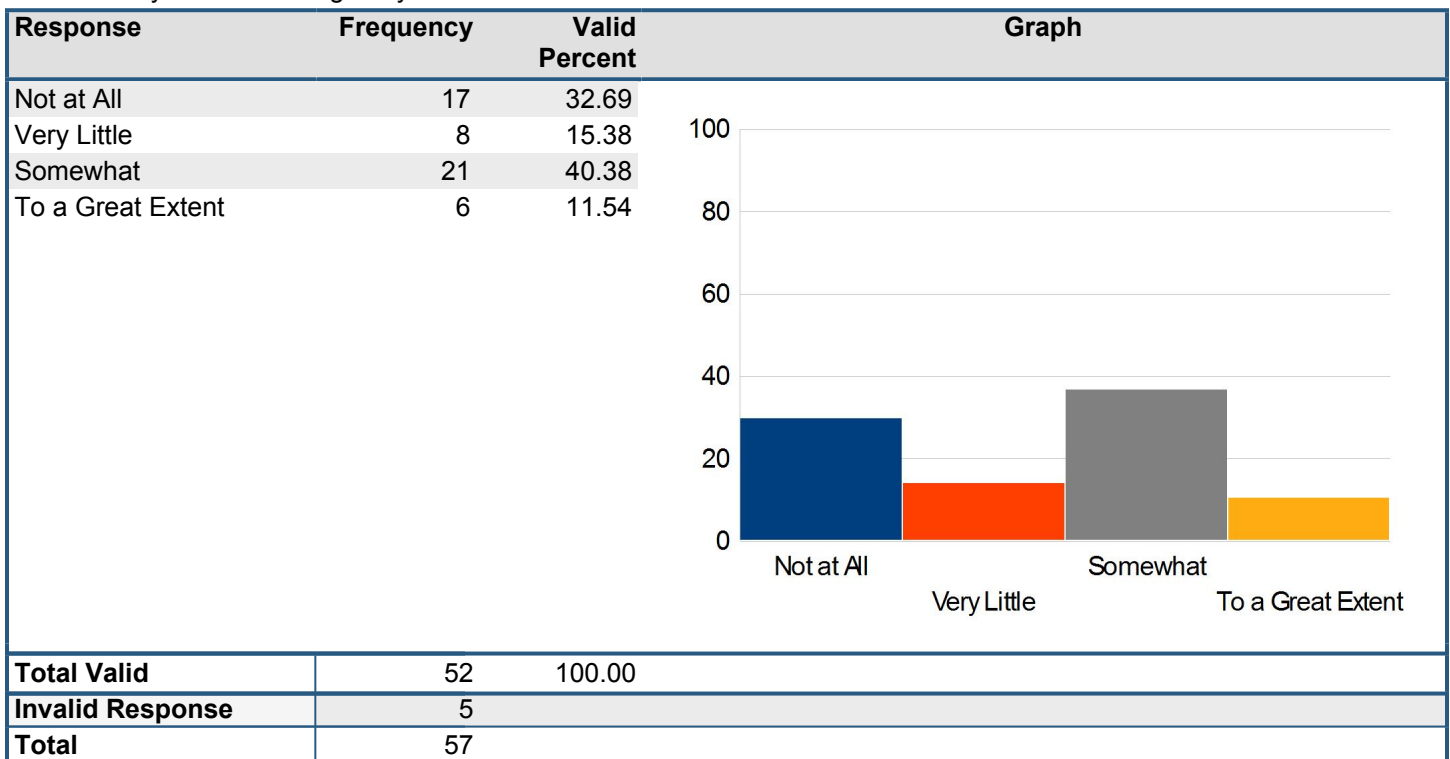 Response Frequency Valid Percent Graph
Not at All 17 32.69
Very Little 8 15.38
Somewhat 21 40.38
To a Great Extent 6 11.54
100
80
60
40
20
0
Not at All Somewhat
Very Little To a Great Extent
Total Valid 52 100.00
Invalid Response 5
Total 57